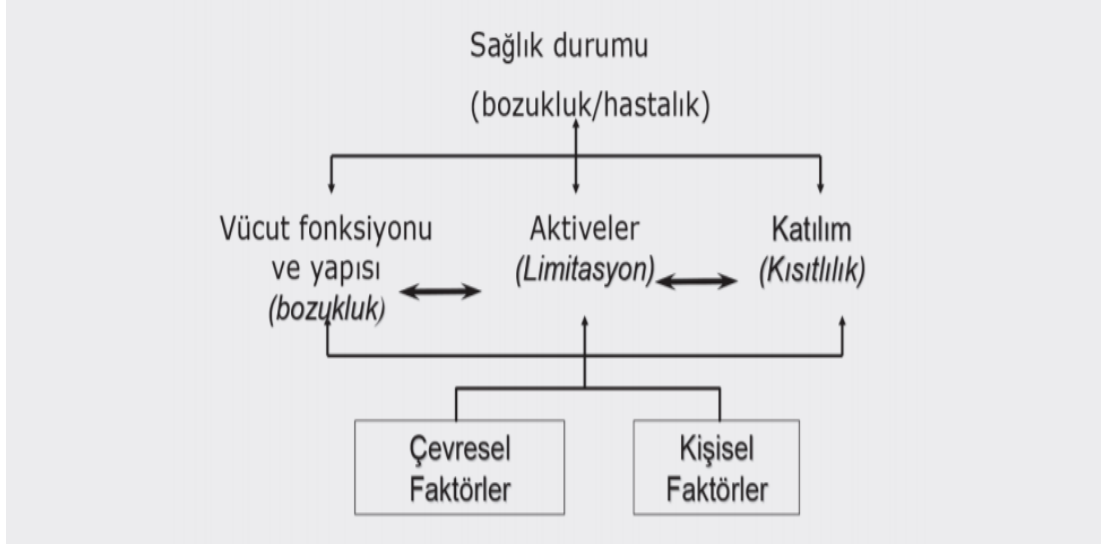 Sağlık durumu
(bozukluk/hastalık)
Vücut fonksiyonu
ve yapısı
(bozukluk)
Aktiveler
(Limitasyon)
Katılım
(Kısıtlılık)
Çevresel
Faktörler
Kişisel
Faktörler